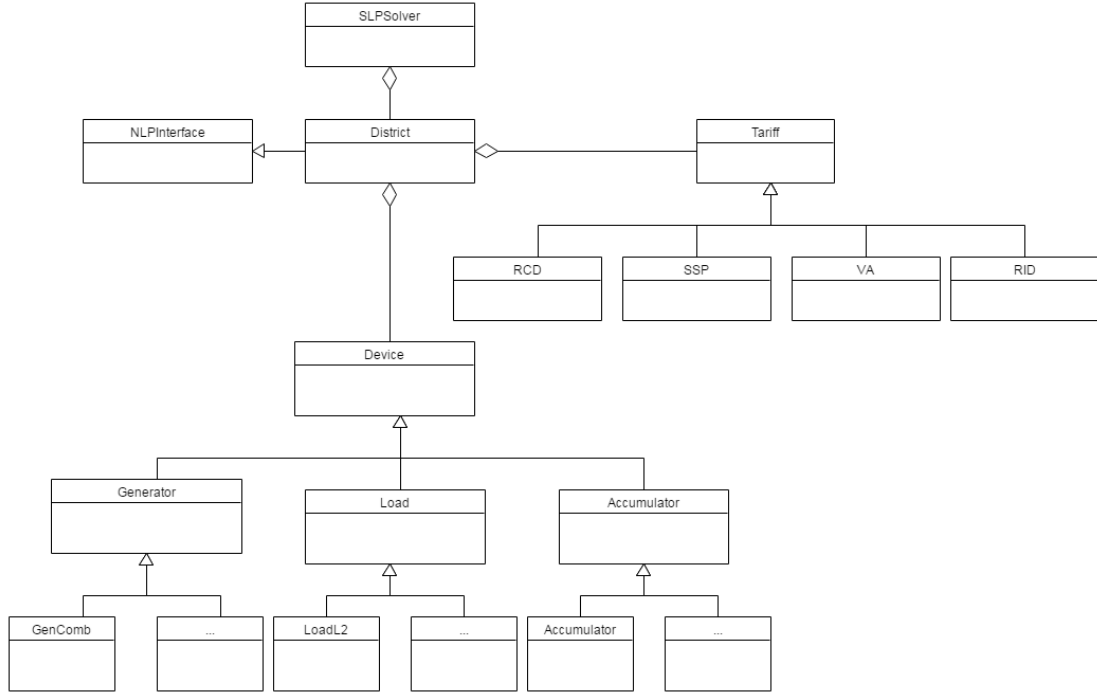 SLPSolver
NLPInterface
District
Tariff
RCD
SSP
VA
RID
Device
Generator
Load
Accumulator
GenComb
...
LoadL2
...
Accumulator
...